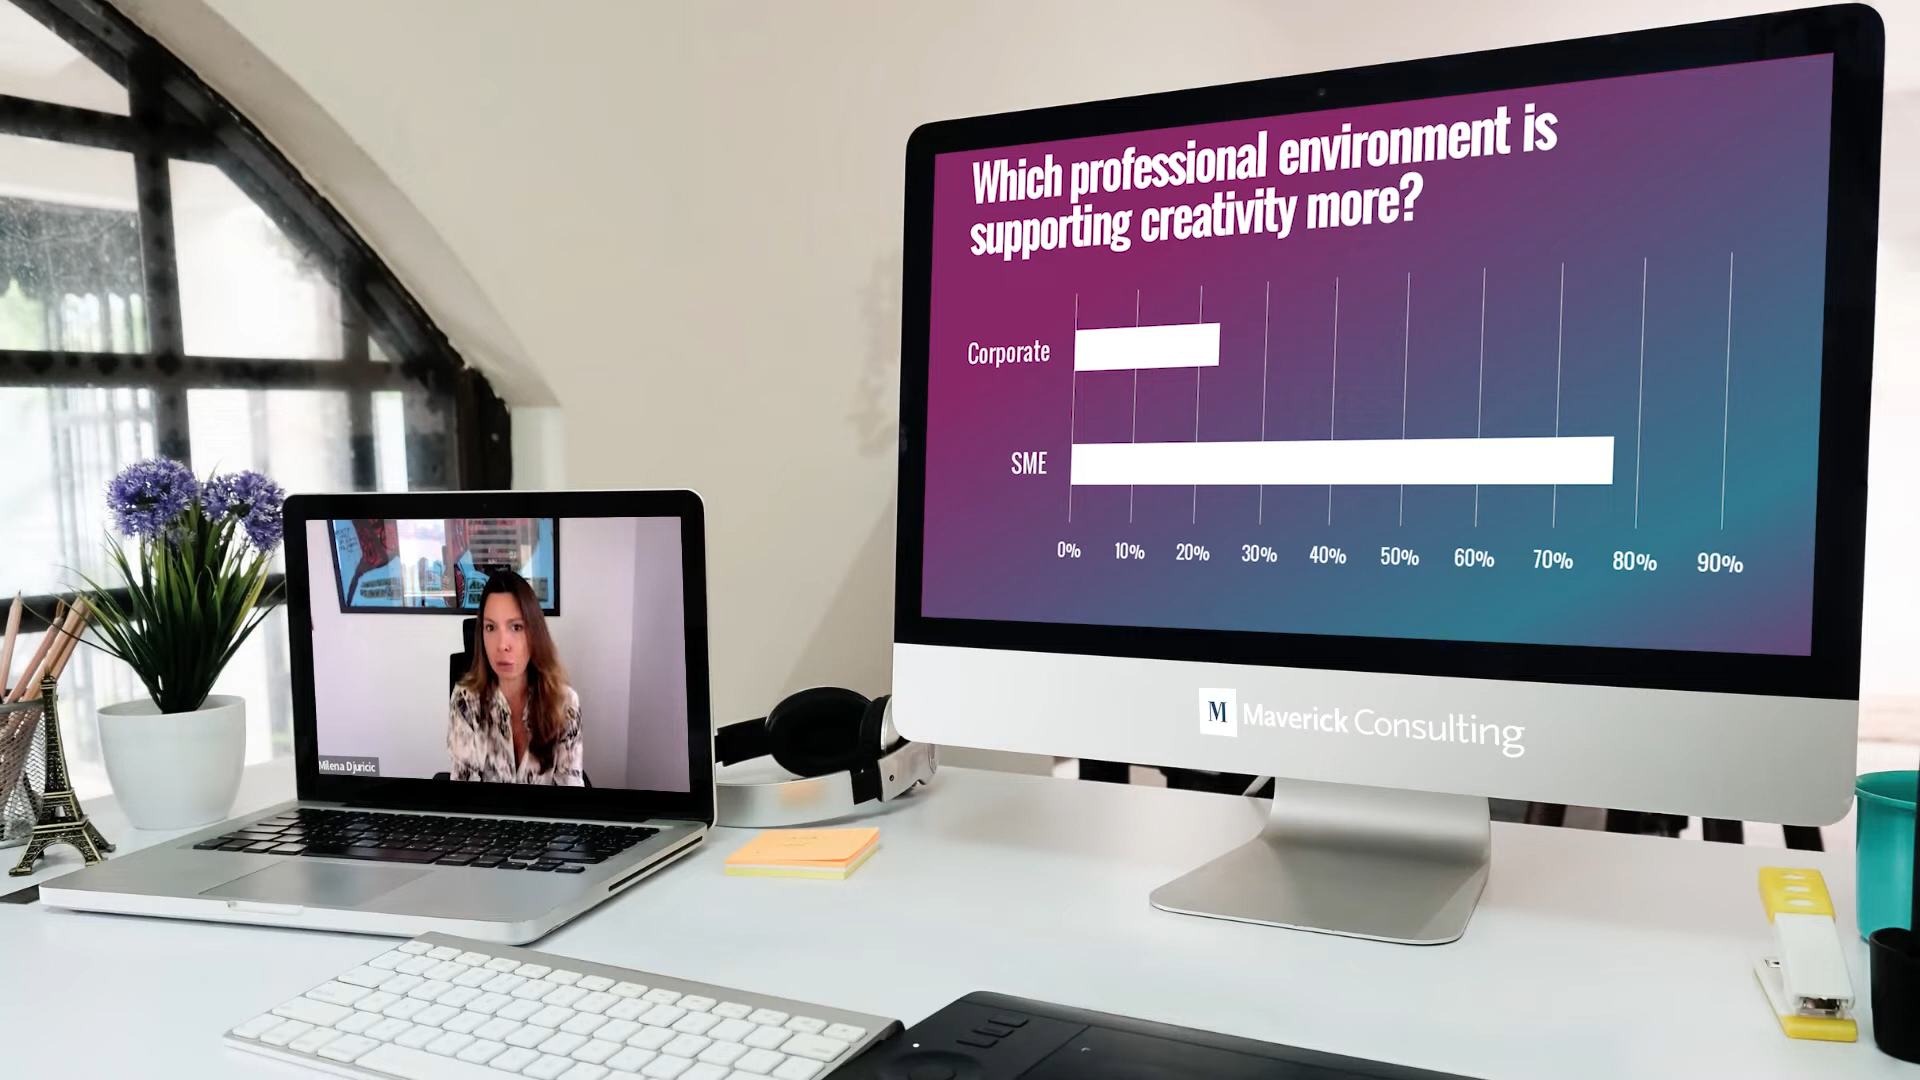 Which professional environment is
supporting creativity more?
Corporate
SME
0% 10% 20% 30% 40% 50% 60% 70% 80% 90%
M Maverick Consulting
Milena Djuricic